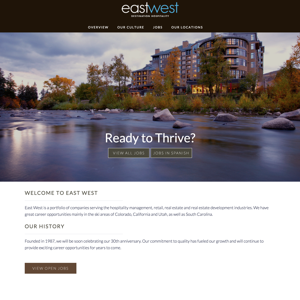 eastwest
DESTINATION HOSPITALITY
OVERVIEW OUR CULTURE JOBS OUR LOCATIONS
Ready to Thrive?
VIEW ALL JOBS JOBS IN SPANISH
WELCOME TO EAST WEST
East West is a portfolio of companies serving the hospitality management, retail, real estate and real estate development industries. We have
great career opportunities mainly in the ski areas of Colorado, California and Utah, as well as South Carolina.
OUR HISTORY
Founded in 1987, we will be soon celebrating our 30th anniversary. Our commitment to quality has fueled our growth and will continue to
provide exciting career opportunities for years to come.
VIEW OPEN JOBS